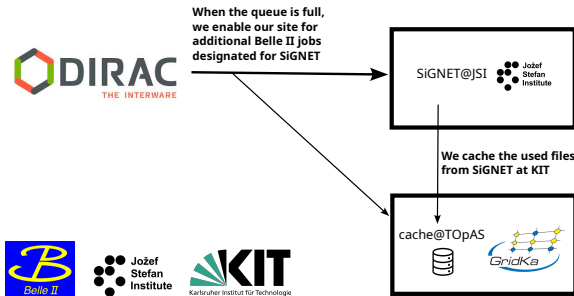 When the queue is full,
we enable our site for
additional Belle II jobs
designated for SiGNET
DIRAC
THE INTERWARE
SiGNET@JSI
Jožef
Stefan
Institute
We cache the used files
from SiGNET at KIT
cache@TOpAS
GridKa
B
Belle II
Jožef
Stefan
Institute
KIT
Karlsruher Institut für Technologie